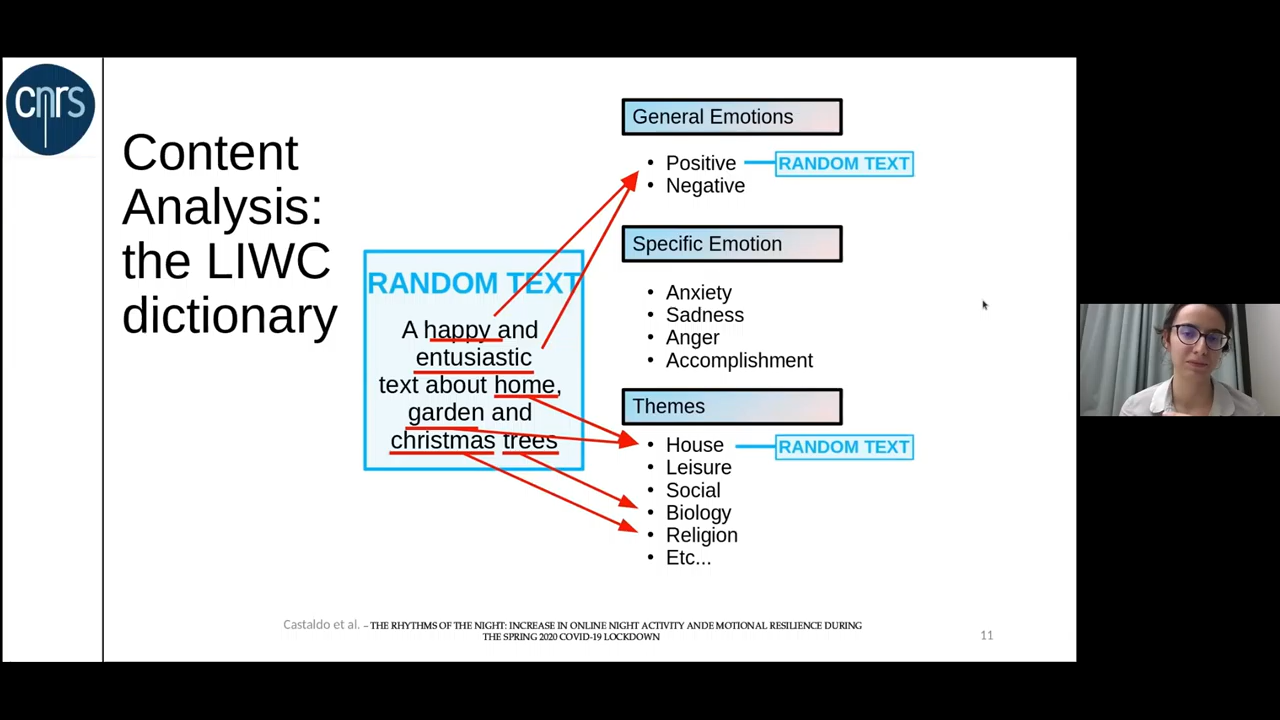 cnrs
Content
Analysis:
the LIWC
dictionary
RANDOM TEXT
A happy and
entusiastic
text about home,
garden and
christmas trees
General Emotions
• Positive
RANDOM TEXT
• Negative
Specific Emotion
• Anxiety
• Sadness
• Anger
• Accomplishment
Themes
• House
RANDOM TEXT
• Leisure
• Social
• Biology
• Religion
• Etc...
Castaldo et al. – THE RHYTHMS OF THE NIGHT: INCREASE IN ONLINE NIGHT ACTIVITY ANDE MOTIONAL RESILIENCE DURING
THE SPRING 2020 COVID-19 LOCKDOWN
11